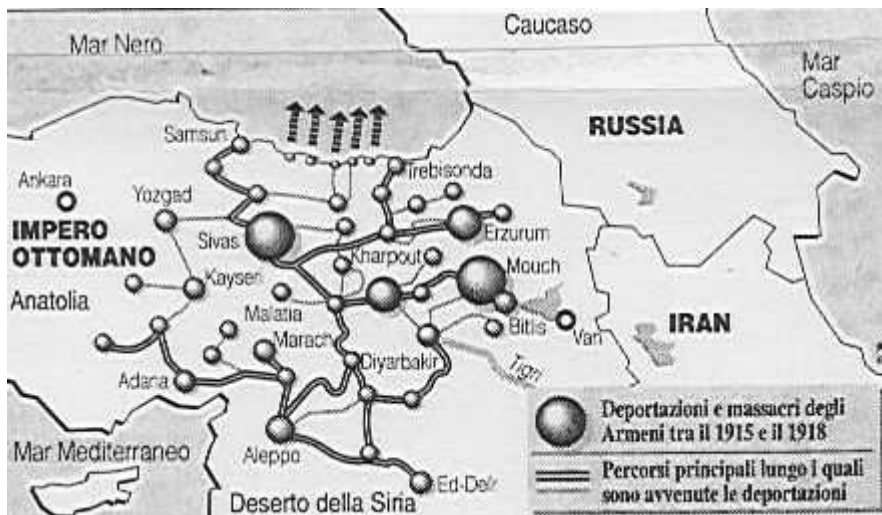 Caucaso
Mar Nero
Mar
Caspio
Samsun
Trebisonda
RUSSIA
Ankara
Yozgad
IMPERO
OTTOMANO
Sivas
Erzurum
Kharpout
Mouch
Kayseri
Anatolia
Malatia
Bitlis
Van
IRAN
Marach
Diyarbakir
Tigri
Adana
Deportazioni e massacri degli
Armeni tra il 1915 e il 1918
Mar Mediterraneo
Aleppo
Percorsi principali lungo i quali
sono avvenute le deportazioni
Ed-Deir
Deserto della Siria